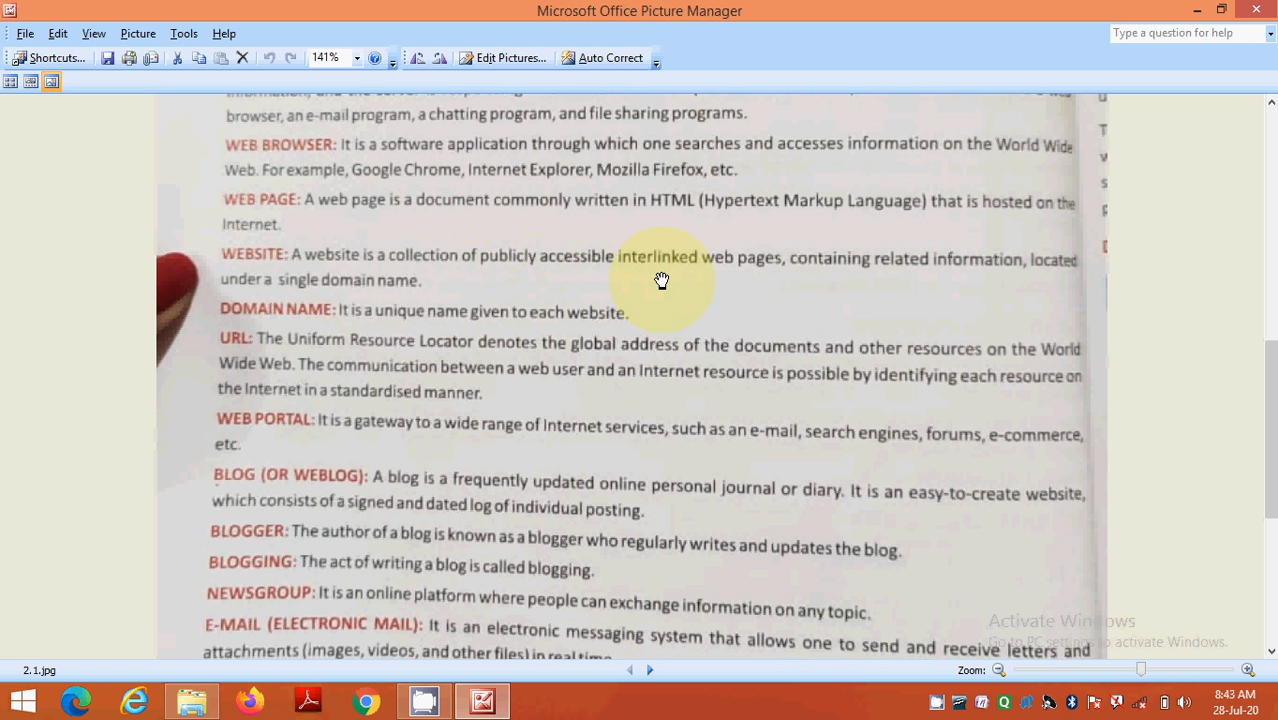 Microsoft Office Picture Manager
File Edit View Picture Tools Help
Type a question for help
Shortcuts... 141% Edit Pictures... Auto Correct
browser, an e-mail program, a chatting program, and file sharing programs.
WEB BROWSER: It is a software application through which one searches and accesses information on the World Wide
Web. For example, Google Chrome, Internet Explorer, Mozilla Firefox, etc.
WEB PAGE: A web page is a document commonly written in HTML (Hypertext Markup Language) that is hosted on the
Internet.
WEBSITE: A website is a collection of publicly accessible interlinked web pages, containing related information, located
under a single domain name.
DOMAIN NAME: It is a unique name given to each website.
URL: The Uniform Resource Locator denotes the global address of the documents and other resources on the World
Wide Web. The communication between a web user and an Internet resource is possible by identifying each resource on
the Internet in a standardised manner.
WEB PORTAL: It is a gateway to a wide range of Internet services, such as an e-mail, search engines, forums, e-commerce,
etc.
BLOG (OR WEBLOG): A blog is a frequently updated online personal journal or diary. It is an easy-to-create website,
which consists of a signed and dated log of individual posting.
BLOGGER: The author of a blog is known as a blogger who regularly writes and updates the blog.
BLOGGING: The act of writing a blog is called blogging.
NEWSGROUP: It is an online platform where people can exchange information on any topic.
E-MAIL (ELECTRONIC MAIL): It is an electronic messaging system that allows one to send and receive letters and
attachments (images, videos, and other files) in real time
Activate Windows
Go to PC settings to activate Windows.
2.1.jpg
Zoom:
8:43 AM
28-Jul-20